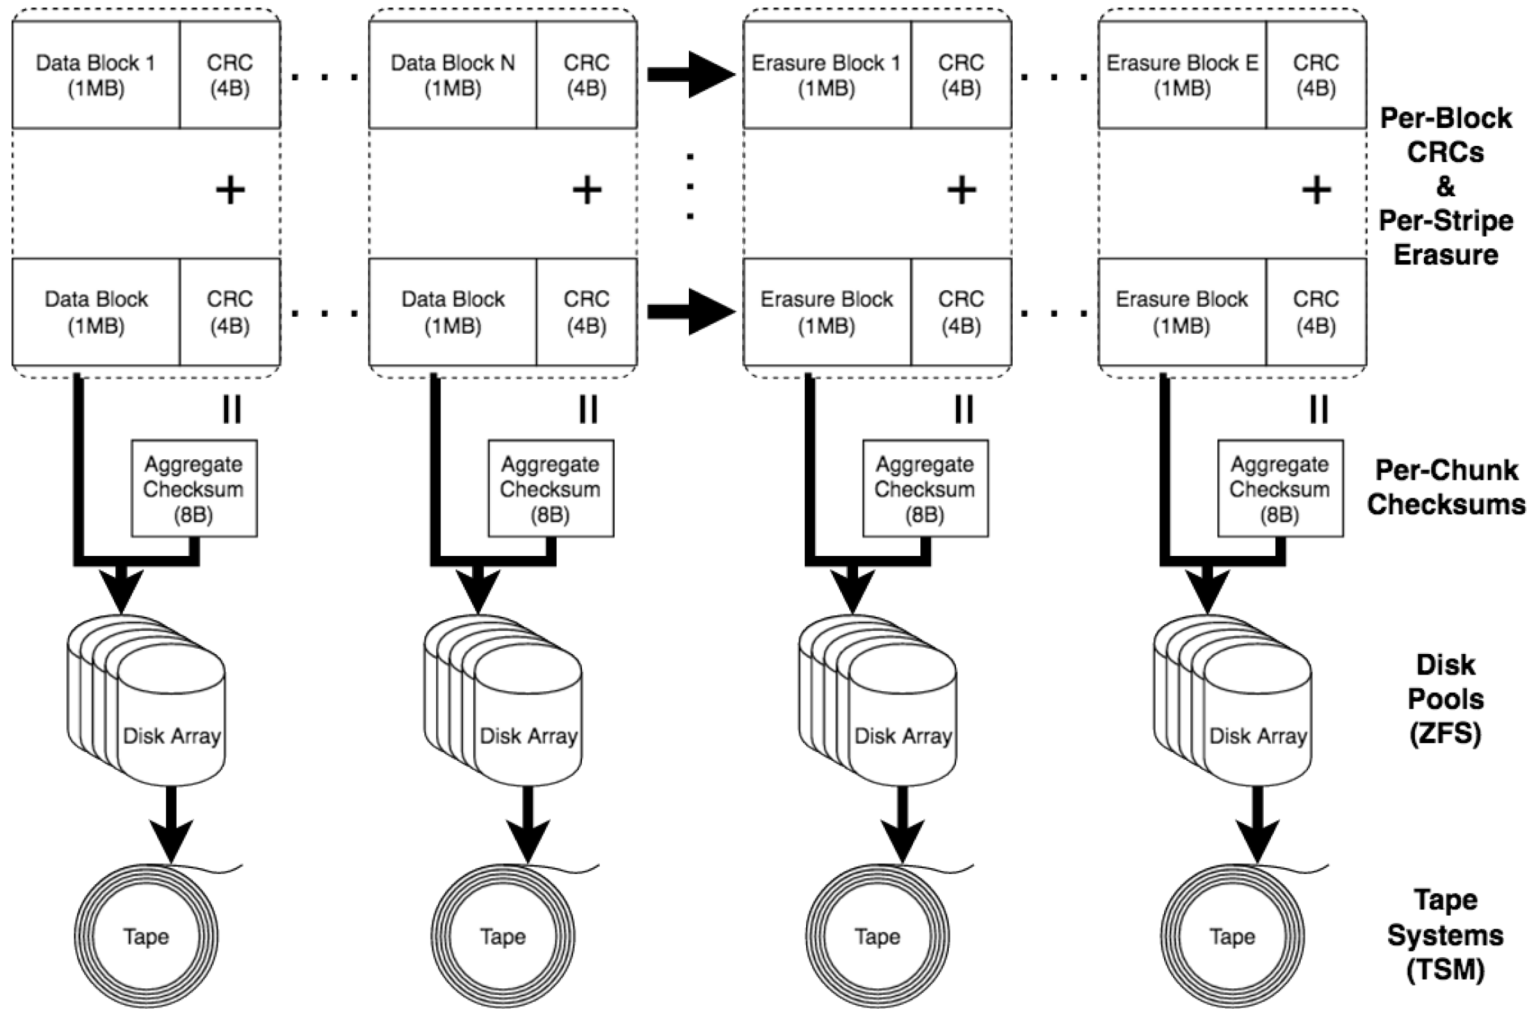 Data Block 1
(1MB)
CRC
(4B)
. . .
Data Block N
(1MB)
CRC
(4B)
Erasure Block 1
(1MB)
CRC
(4B)
. . .
Erasure Block E
(1MB)
CRC
(4B)
Per-Block
CRCs
&
Per-Stripe
Erasure
+
+
+
+
Data Block
(1MB)
CRC
(4B)
. . .
Data Block
(1MB)
CRC
(4B)
Erasure Block
(1MB)
CRC
(4B)
. . .
Erasure Block
(1MB)
CRC
(4B)
=
=
=
=
Aggregate
Checksum
(8B)
Aggregate
Checksum
(8B)
Aggregate
Checksum
(8B)
Aggregate
Checksum
(8B)
Per-Chunk
Checksums
Disk Array
Disk Array
Disk Array
Disk Array
Disk
Pools
(ZFS)
Tape
Tape
Tape
Tape
Tape
Systems
(TSM)